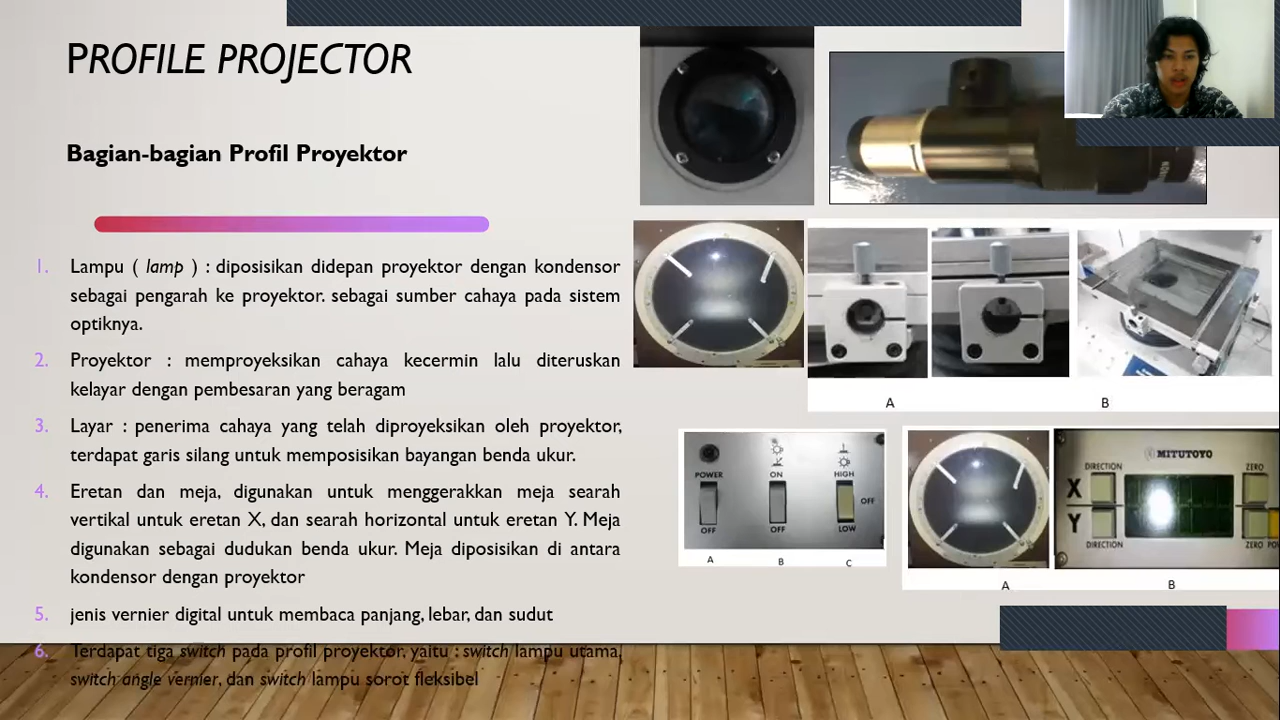 PROFILE PROJECTOR
Bagian-bagian Profil Proyektor
1. Lampu ( lamp ) : diposisikan didepan proyektor dengan kondensor
sebagai pengarah ke proyektor. sebagai sumber cahaya pada sistem
optiknya.
2. Proyektor : memproyeksikan cahaya kecermin lalu diteruskan
kelayar dengan pembesaran yang beragam
3. Layar : penerima cahaya yang telah diproyeksikan oleh proyektor,
terdapat garis silang untuk memposisikan bayangan benda ukur.
4. Eretan dan meja, digunakan untuk menggerakkan meja searah
vertikal untuk eretan X, dan searah horizontal untuk eretan Y. Meja
digunakan sebagai dudukan benda ukur. Meja diposisikan di antara
kondensor dengan proyektor
5. jenis vernier digital untuk membaca panjang, lebar, dan sudut
6. Terdapat tiga switch pada profil proyektor, yaitu : switch lampu utama,
switch angle vernier, dan switch lampu sorot fleksibel
A B
POWER ON HIGH
OFF
OFF OFF LOW
A B C
MITUTOYO
DIRECTION ZERO
X
Y
DIRECTION ZERO
A B